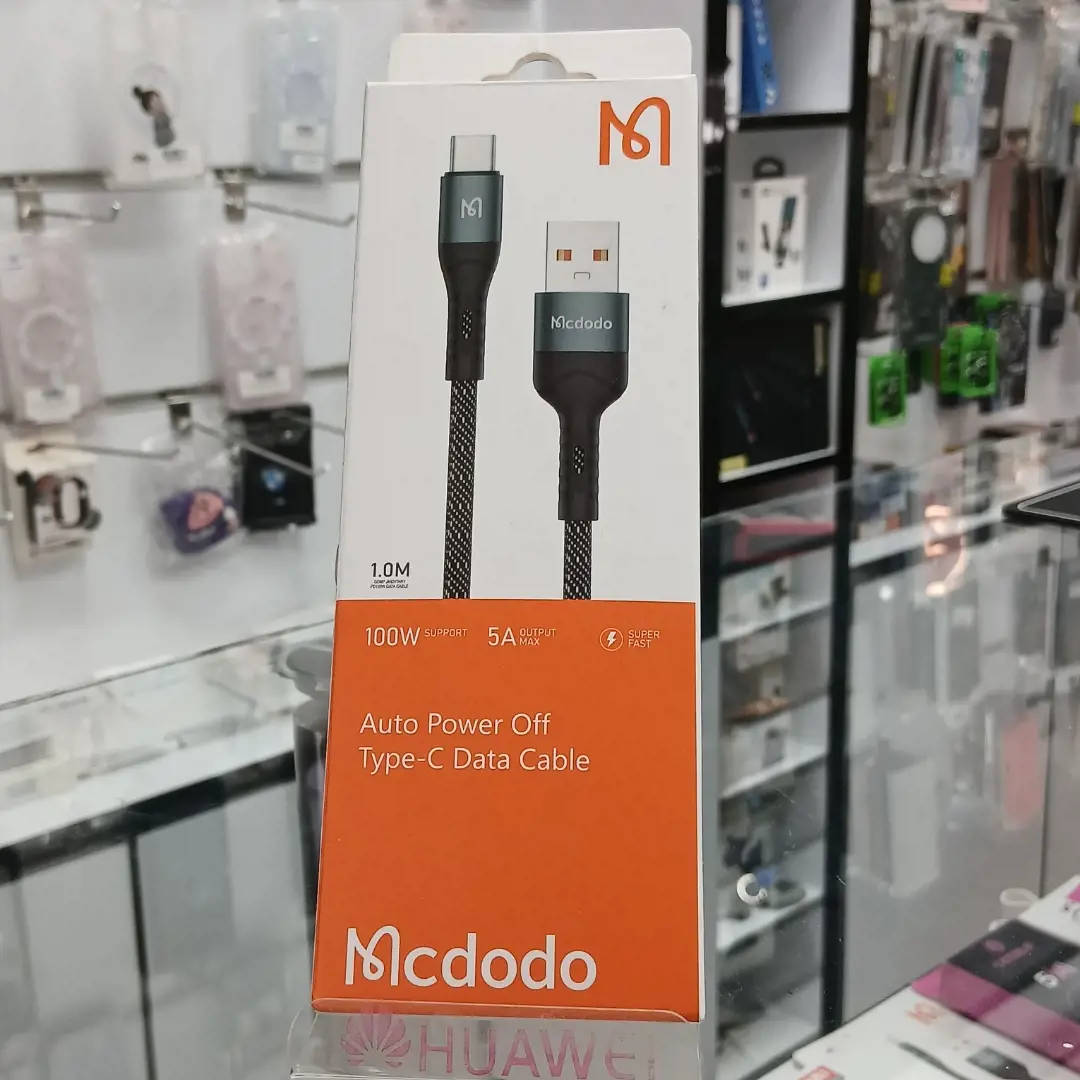 Mcdodo
1.0M
100W SUPPORT
5A OUTPUT MAX
SUPER FAST
Auto Power Off
Type-C Data Cable
Mcdodo
HUAWEI